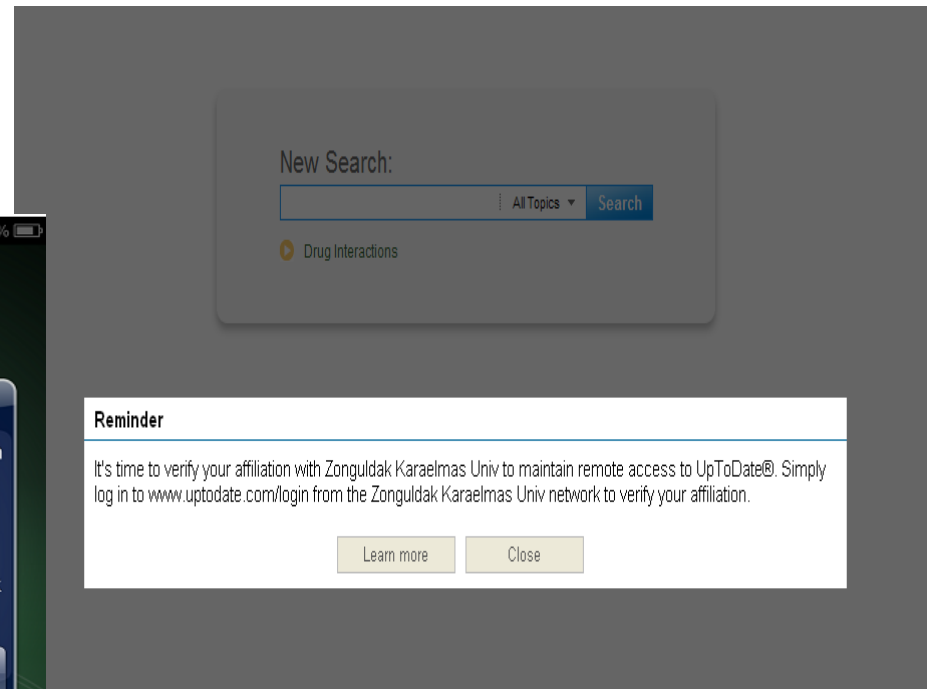 New Search:
All Topics
Search
Drug Interactions
%
Reminder
It's time to verify your affiliation with Zonguldak Karaelmas Univ to maintain remote access to UpToDate®. Simply
log in to www.uptodate.com/login from the Zonguldak Karaelmas Univ network to verify your affiliation.
Learn more
Close